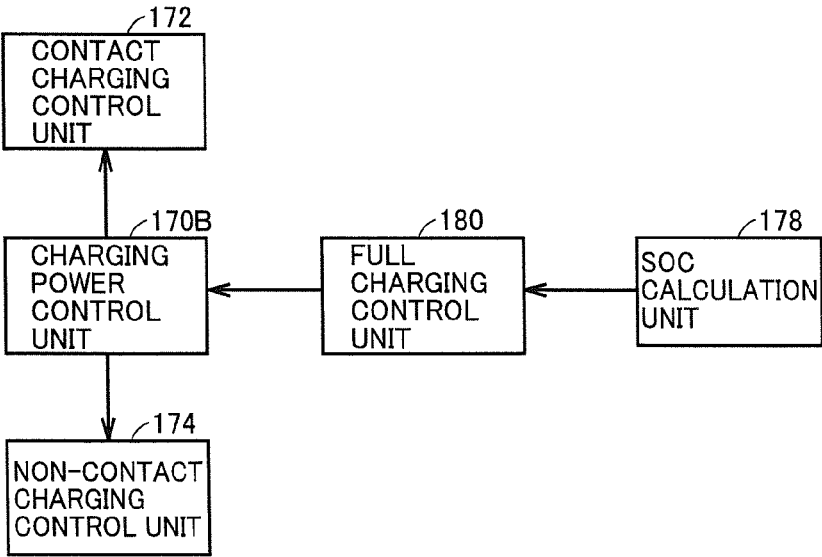 172
CONTACT
CHARGING
CONTROL
UNIT
170B
CHARGING
POWER
CONTROL
UNIT
180
FULL
CHARGING
CONTROL
UNIT
178
SOC
CALCULATION
UNIT
174
NON-CONTACT
CHARGING
CONTROL UNIT